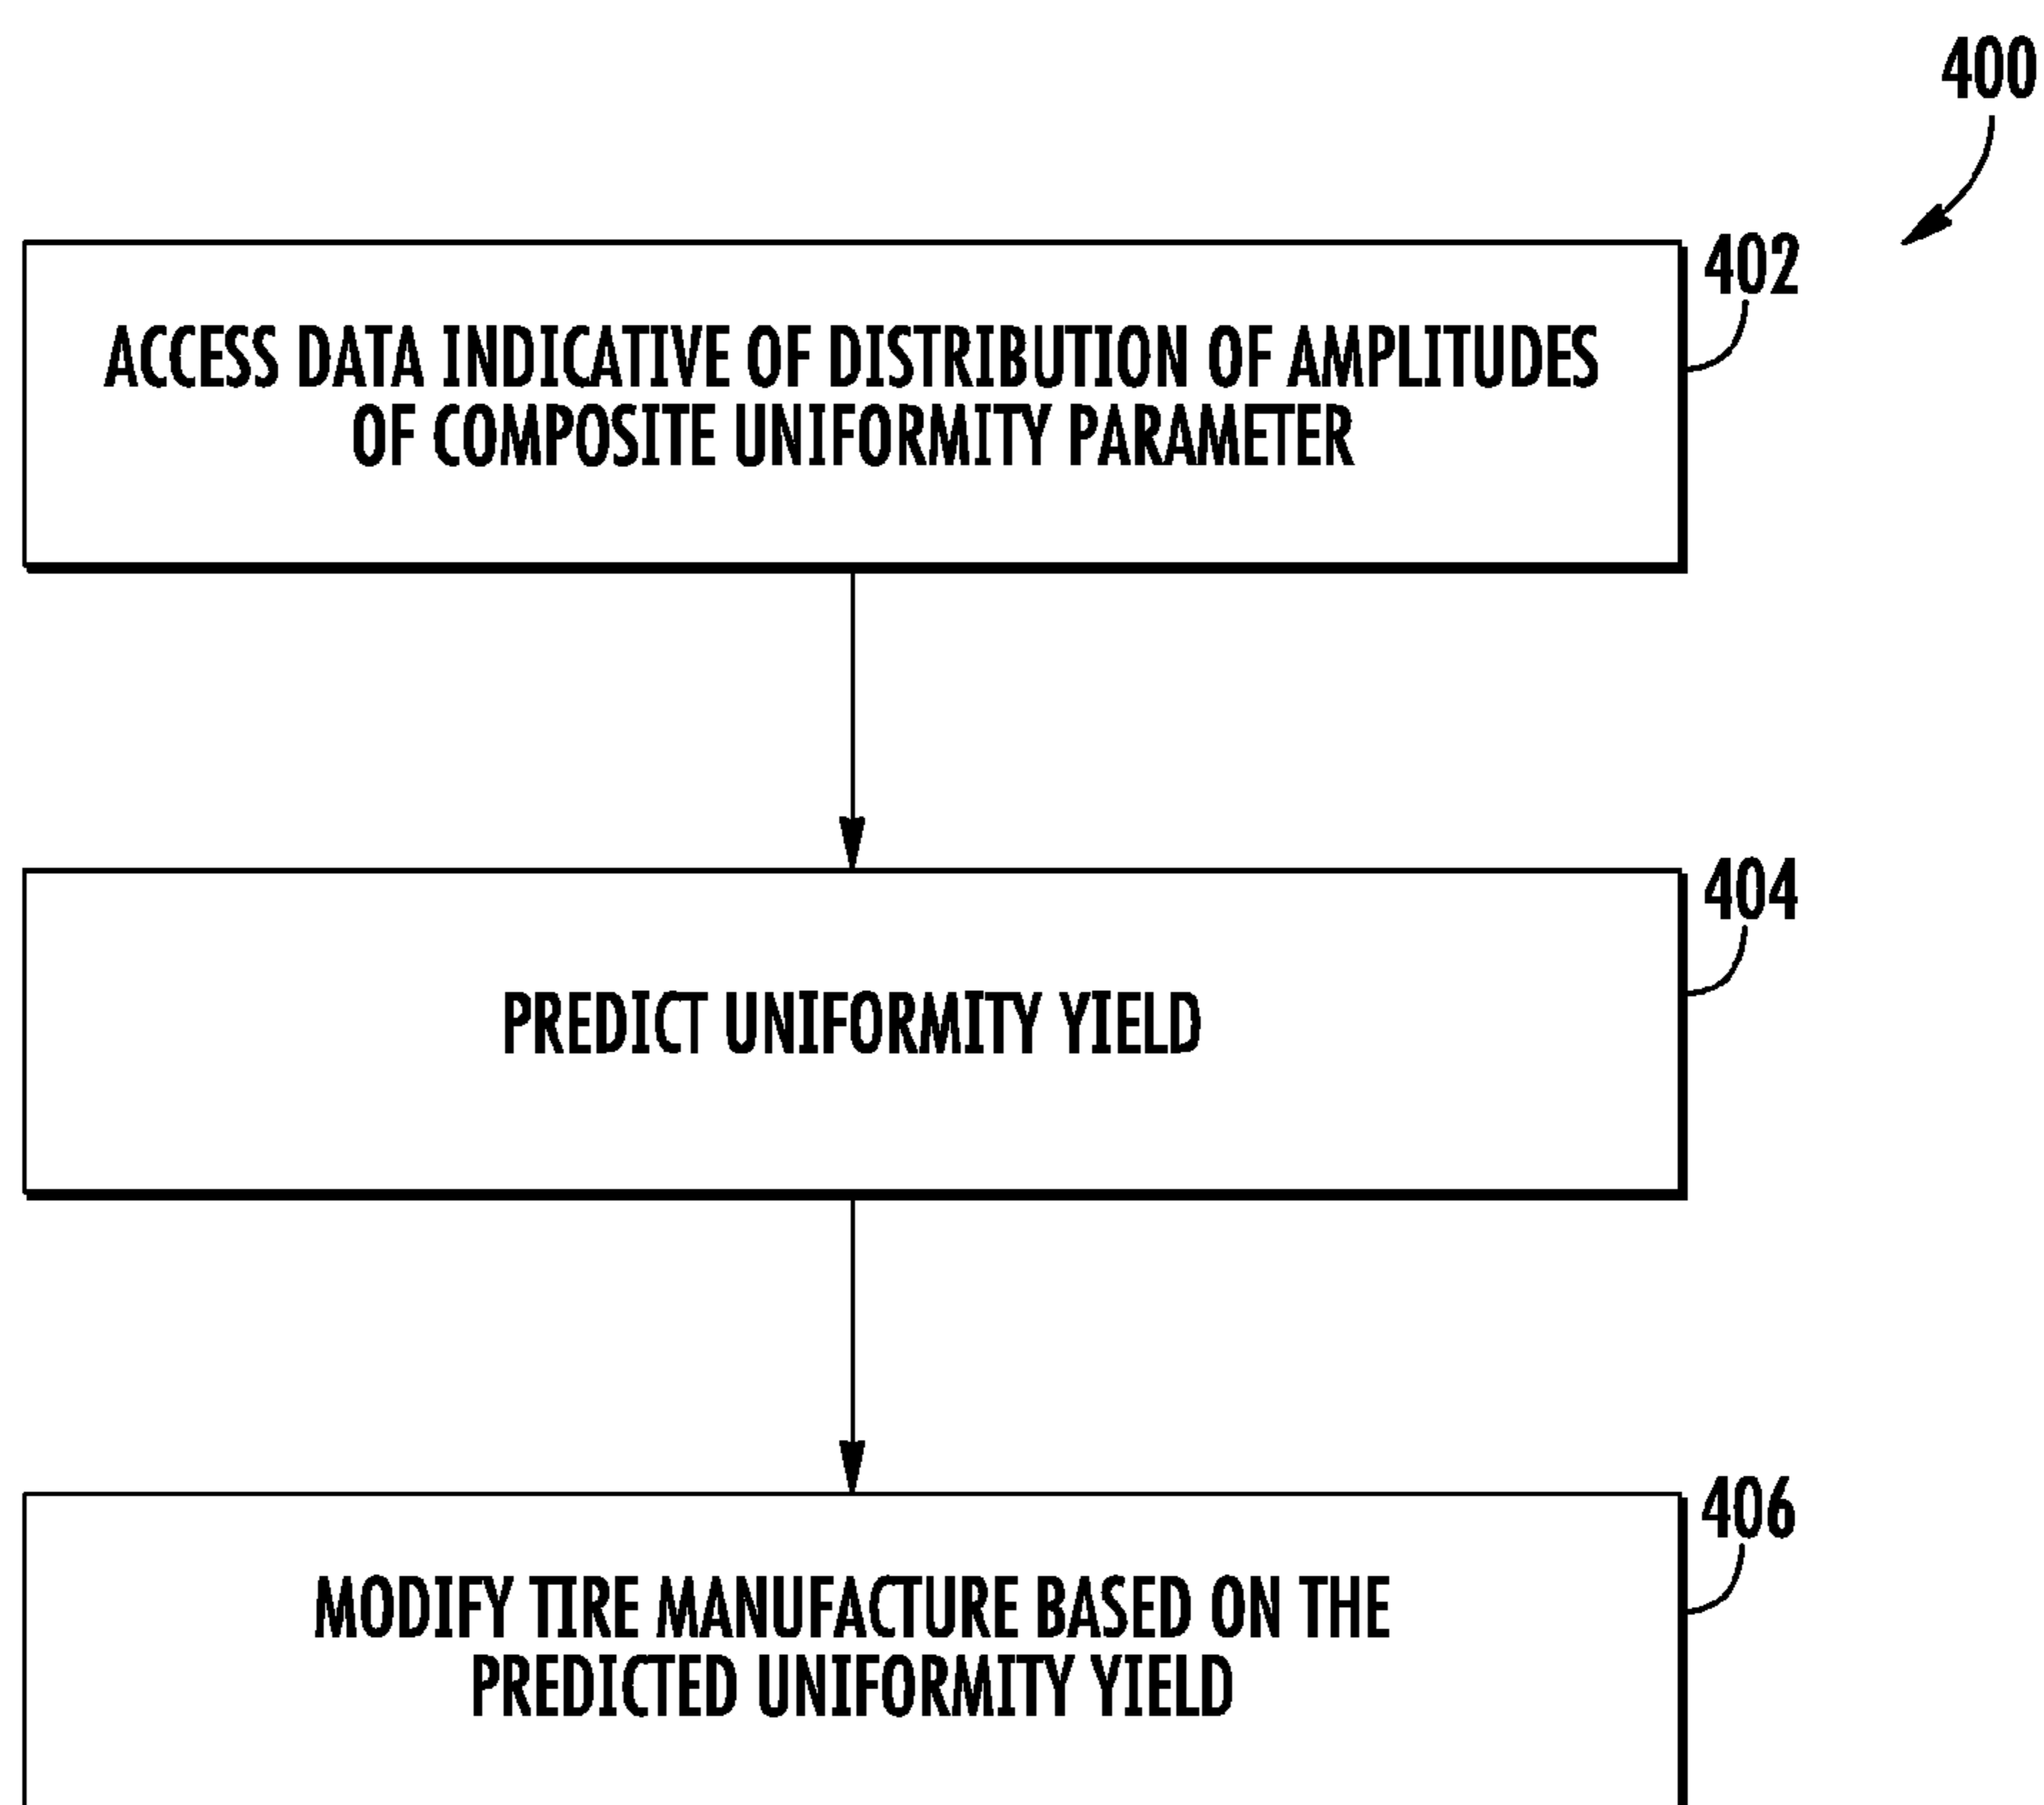 400
402
ACCESS DATA INDICATIVE OF DISTRIBUTION OF AMPLITUDES
OF COMPOSITE UNIFORMITY PARAMETER
404
PREDICT UNIFORMITY YIELD
406
MODIFY TIRE MANUFACTURE BASED ON THE
PREDICTED UNIFORMITY YIELD